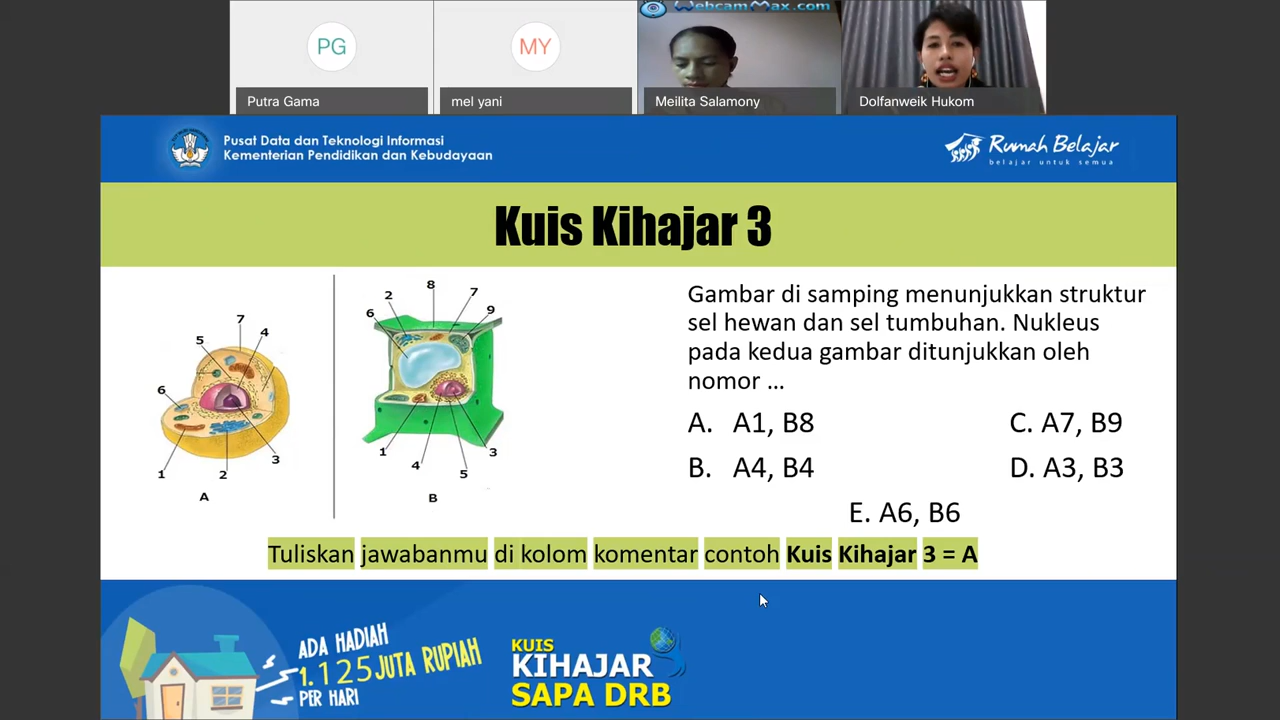 WebcamMax.com
PG
MY
Putra Gama
mel yani
Meilita Salamony
Dolfanweik Hukom
Pusat Data dan Teknologi Informasi
Kementerian Pendidikan dan Kebudayaan
Rumah Belajar
belajar untuk semua
Kuis Kihajar 3
7
5
4
6
1
2
3
A
8
2
7
6
9
1
4
5
3
B
Gambar di samping menunjukkan struktur
sel hewan dan sel tumbuhan. Nukleus
pada kedua gambar ditunjukkan oleh
nomor ...
A. A1, B8
C. A7, B9
B. A4, B4
D. A3, B3
E. A6, B6
Tuliskan jawabanmu di kolom komentar contoh Kuis Kihajar 3 = A
ADA HADIAH
1.125 JUTA RUPIAH
PER HARI
KUIS
KIHAJAR
SAPA DRB